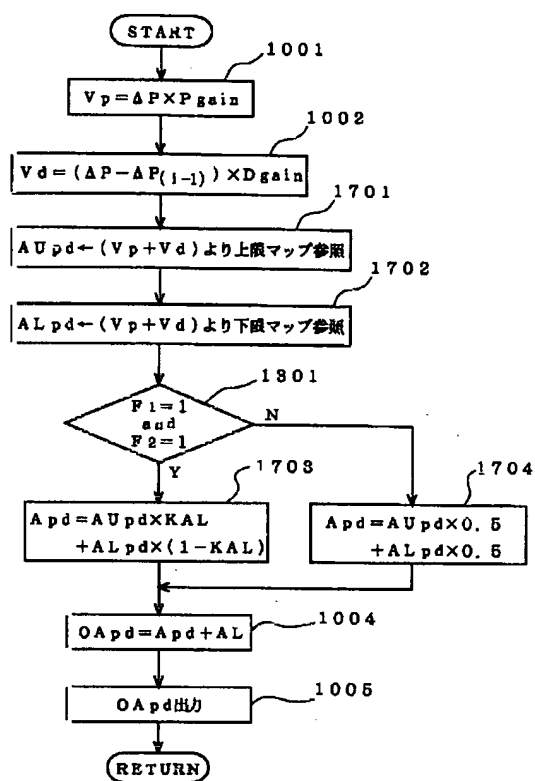 START
1001
Vp=ΔP×Pgain
1002
Vd=(ΔP-ΔP(i-1))×Dgain
1701
AUpd←(Vp+Vd)より上限マップ参照
1702
ALpd←(Vp+Vd)より下限マップ参照
1301
F1=1
and
F2=1
N
Y
1703
Apd=AUpd×KAL
+ALpd×(1-KAL)
1704
Apd=AUpd×0.5
+ALpd×0.5
1004
OApd=Apd+AL
1005
OApd出力
RETURN